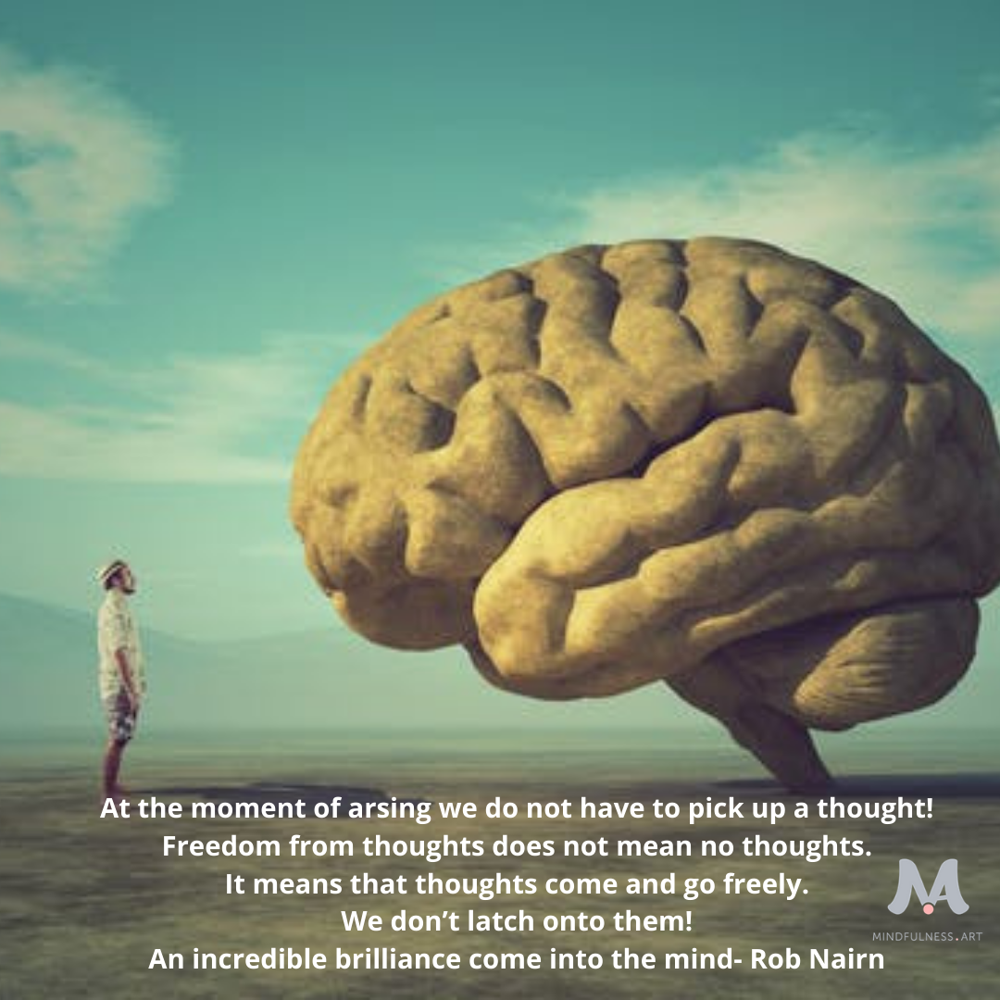 At the moment of arsing we do not have to pick up a thought!
Freedom from thoughts does not mean no thoughts.
It means that thoughts come and go freely.
We don’t latch onto them!
An incredible brilliance come into the mind- Rob Nairn
MA
MINDFULNESS.ART